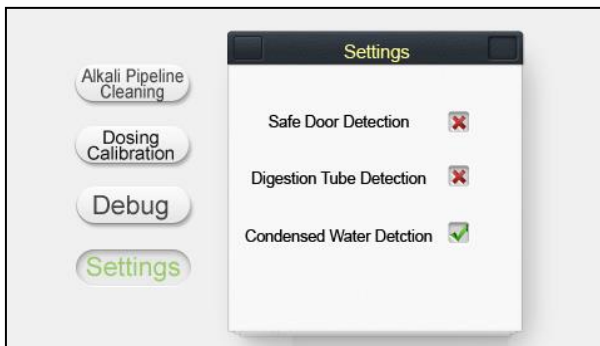 Alkali Pipeline
Cleaning
Dosing
Calibration
Debug
Settings
Settings
Safe Door Detection
Digestion Tube Detection
Condensed Water Detction